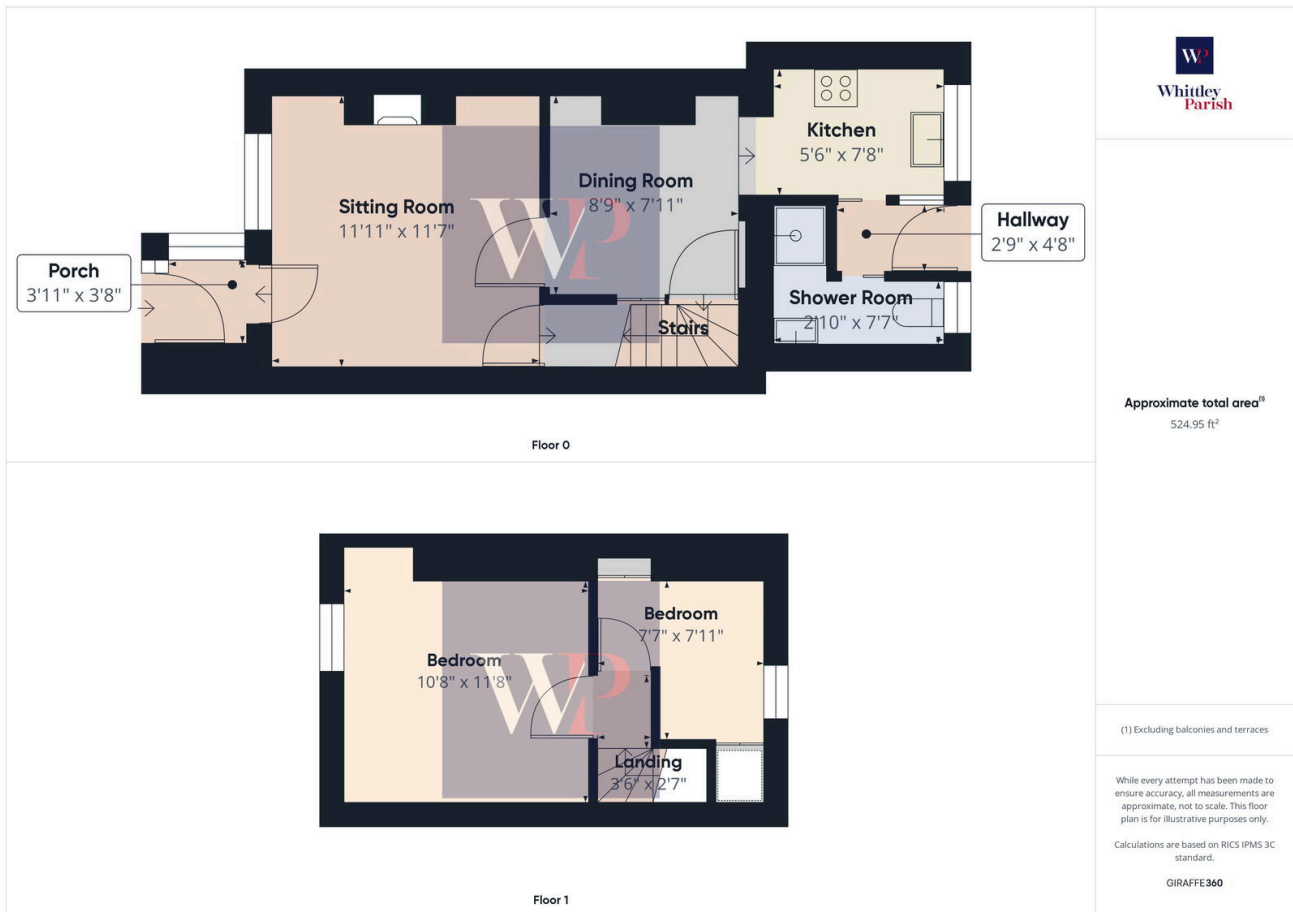 Porch
3'11" x 3'8"
Sitting Room
11'11" x 11'7"
Dining Room
8'9" x 7'11"
Kitchen
5'6" x 7'8"
Hallway
2'9" x 4'8"
Shower Room
2'10" x 7'7"
Stairs
WP
Floor 0
Bedroom
10'8" x 11'8"
Bedroom
7'7" x 7'11"
Landing
3'6" x 2'7"
WP
Floor 1
WP
Whittley
Parish
Approximate total area(1)
524.95 ft²
(1) Excluding balconies and terraces
While every attempt has been made to
ensure accuracy, all measurements are
approximate, not to scale. This floor
plan is for illustrative purposes only.
Calculations are based on RICS IPMS 3C
standard.
GIRAFFE360